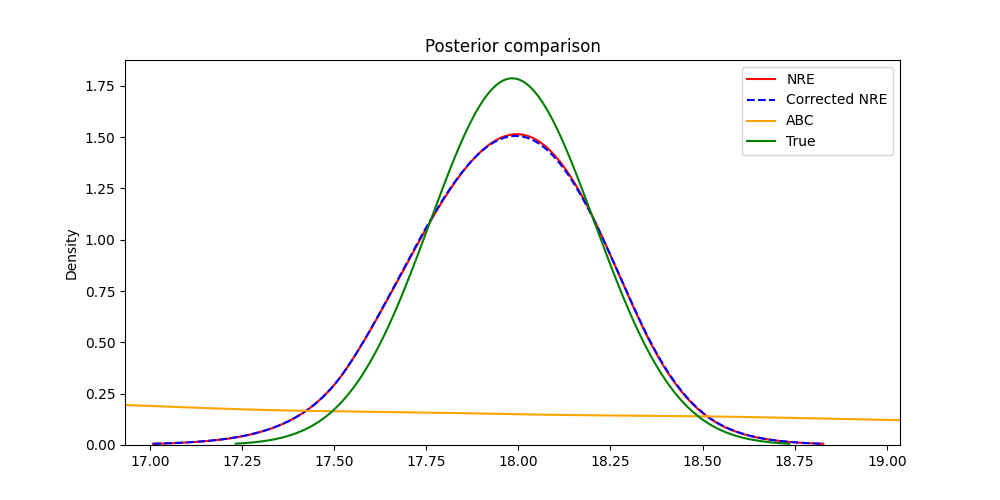 Posterior comparison
NRE
Corrected NRE
ABC
True
Density
1.75
1.50
1.25
1.00
0.75
0.50
0.25
0.00
17.00 17.25 17.50 17.75 18.00 18.25 18.50 18.75 19.00